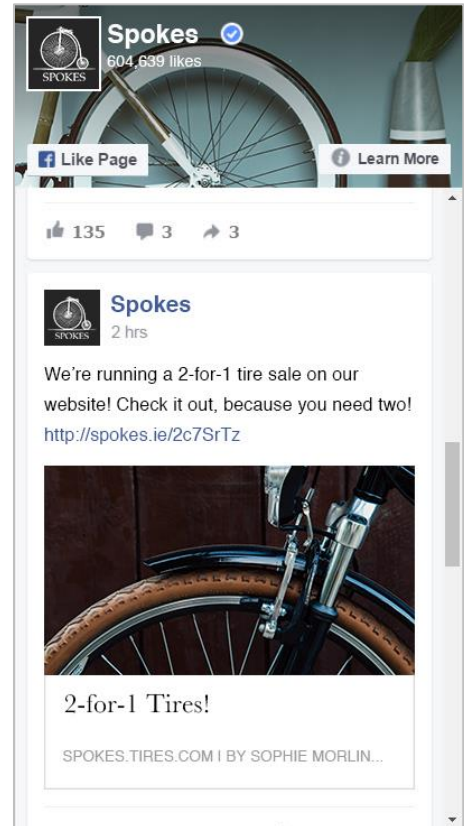 Spokes
604,639 likes
SPOKES
Like Page
Learn More
135 3 3
Spokes
SPOKES
2 hrs
We’re running a 2-for-1 tire sale on our
website! Check it out, because you need two!
http://spokes.ie/2c7SrTz
2-for-1 Tires!
SPOKES.TIRES.COM I BY SOPHIE MORLIN...